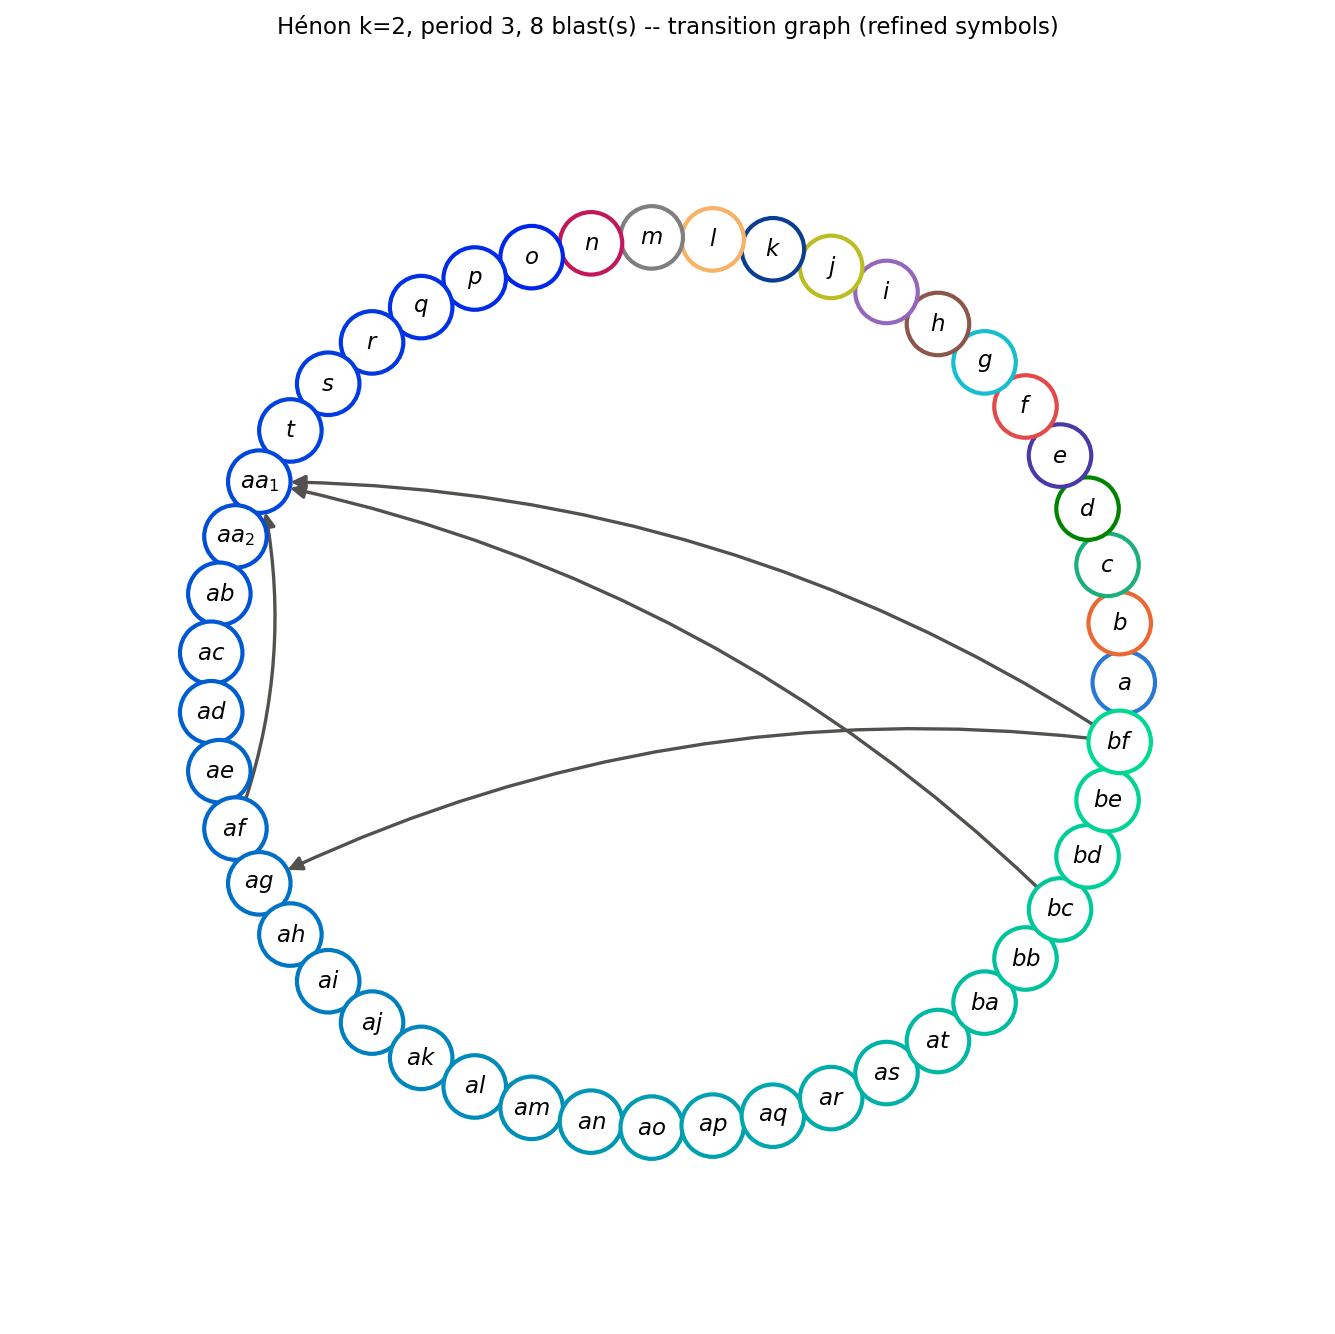 Hénon k=2, period 3, 8 blast(s) -- transition graph (refined symbols)
m
l
n
k
o
j
p
i
q
h
r
g
s
f
t
e
aa₁
d
aa₂
c
ab
b
ac
a
ad
bf
ae
be
af
bd
ag
bc
ah
bb
ai
ba
aj
at
ak
as
al
ar
am
aq
an
ap
ao